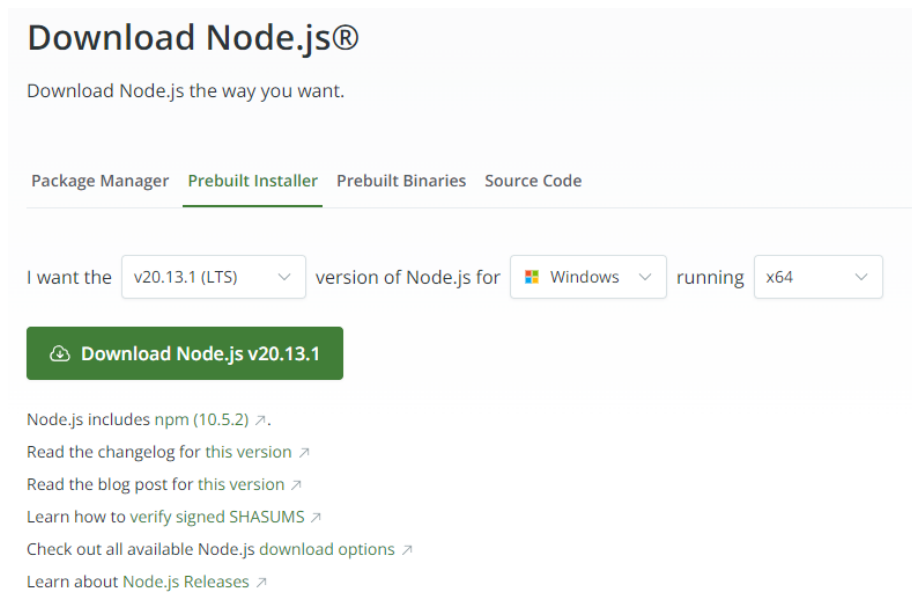 Download Node.js®
Download Node.js the way you want.
Package Manager Prebuilt Installer Prebuilt Binaries Source Code
I want the v20.13.1 (LTS) version of Node.js for Windows running x64
Download Node.js v20.13.1
Node.js includes npm (10.5.2) ↗.
Read the changelog for this version ↗
Read the blog post for this version ↗
Learn how to verify signed SHASUMS ↗
Check out all available Node.js download options ↗
Learn about Node.js Releases ↗